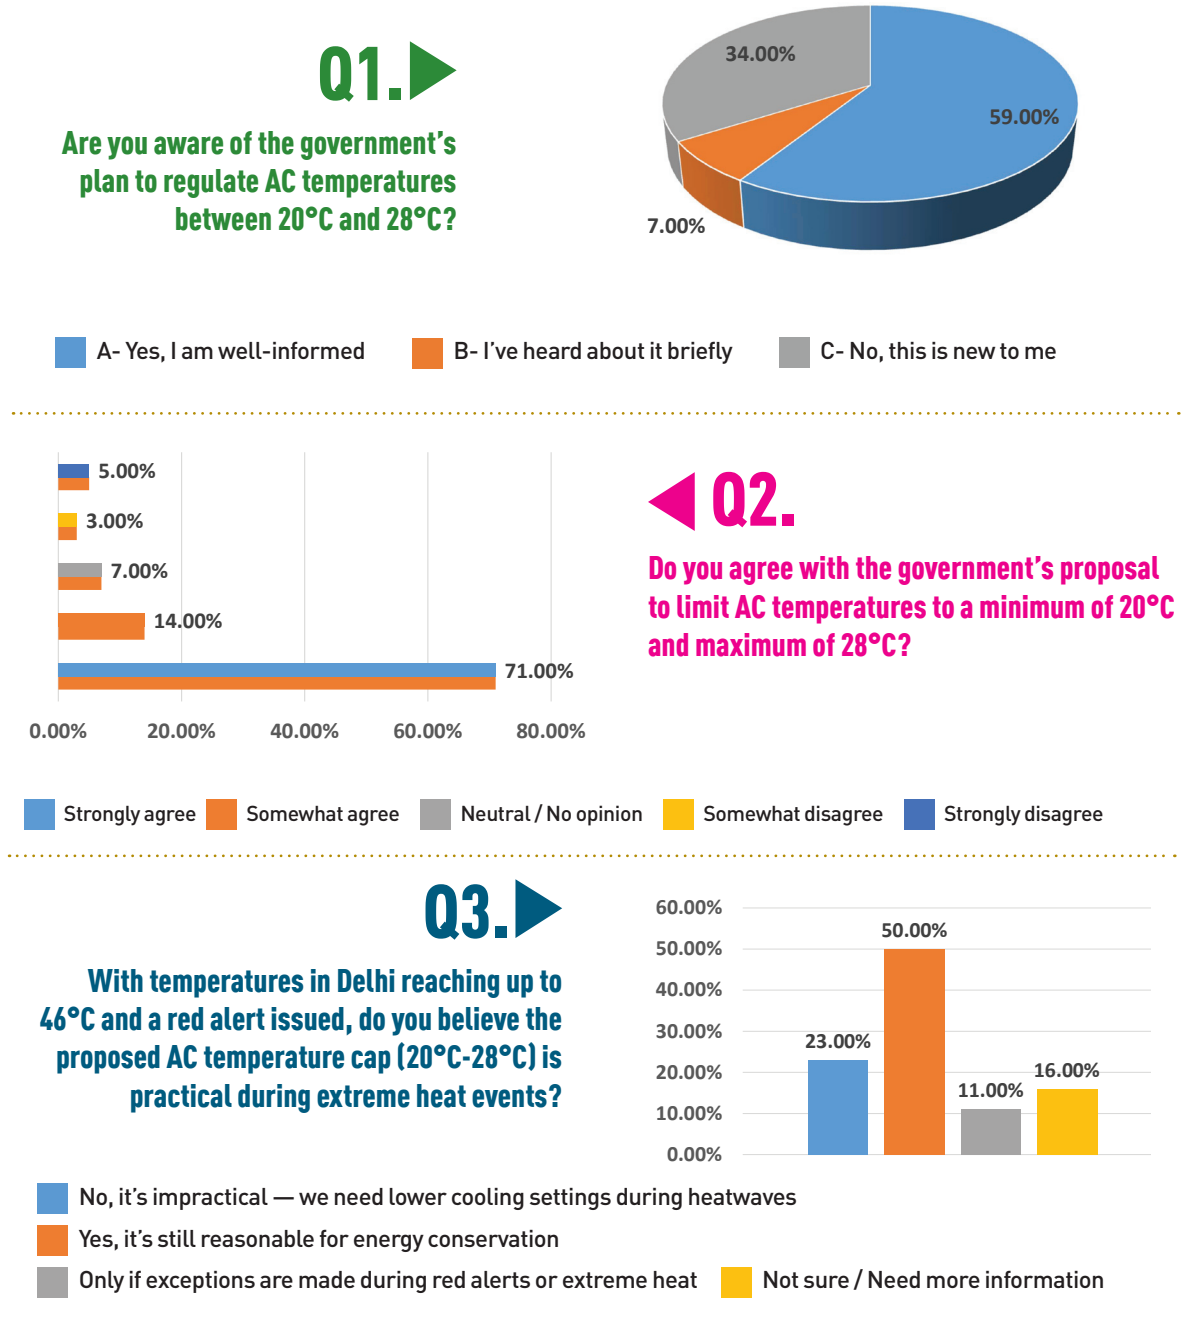 Q1.
Are you aware of the government's
plan to regulate AC temperatures
between 20°C and 28°C?
34.00%
59.00%
7.00%
A- Yes, I am well-informed
B- I've heard about it briefly
C- No, this is new to me
5.00%
3.00%
7.00%
14.00%
71.00%
0.00% 20.00% 40.00% 60.00% 80.00%
Q2.
Do you agree with the government's proposal
to limit AC temperatures to a minimum of 20°C
and maximum of 28°C?
Strongly agree
Somewhat agree
Neutral / No opinion
Somewhat disagree
Strongly disagree
Q3.
With temperatures in Delhi reaching up to
46°C and a red alert issued, do you believe the
proposed AC temperature cap (20°C-28°C) is
practical during extreme heat events?
60.00%
50.00%
40.00%
30.00%
20.00%
10.00%
0.00%
23.00%
50.00%
11.00%
16.00%
No, it's impractical — we need lower cooling settings during heatwaves
Yes, it's still reasonable for energy conservation
Only if exceptions are made during red alerts or extreme heat
Not sure / Need more information